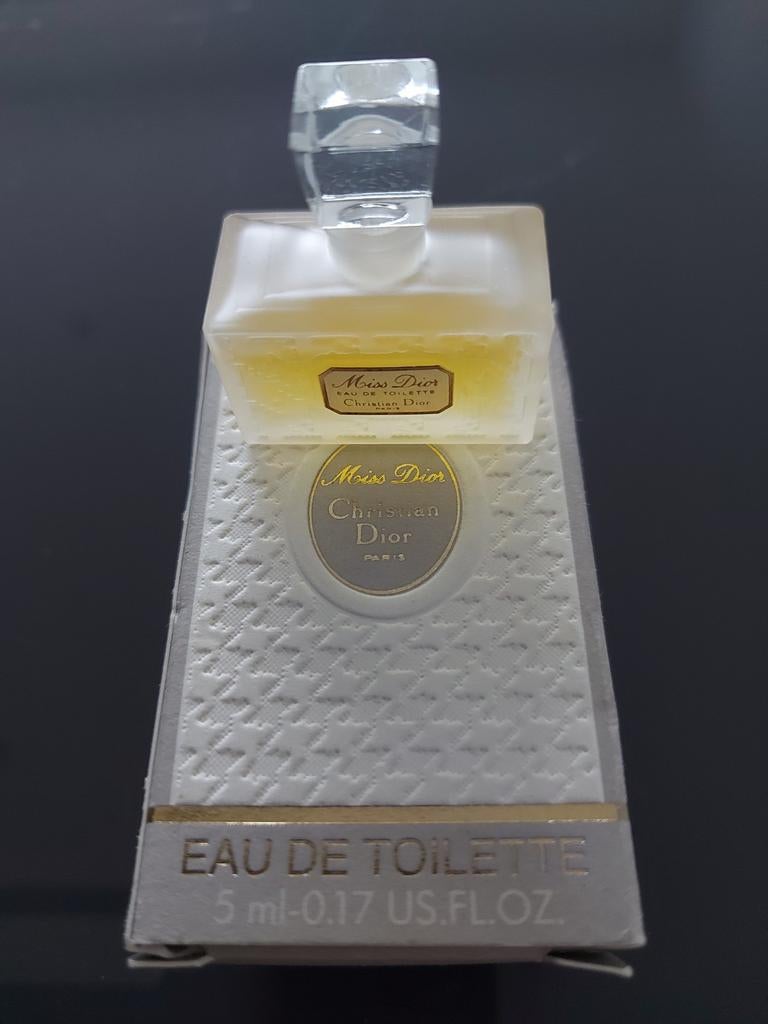 Miss Dior
EAU DE TOILETTE
Christian Dior
PARIS
Miss Dior
Christian
Dior
PARIS
EAU DE TOILETTE
5 ml-0.17 US.FL.OZ.